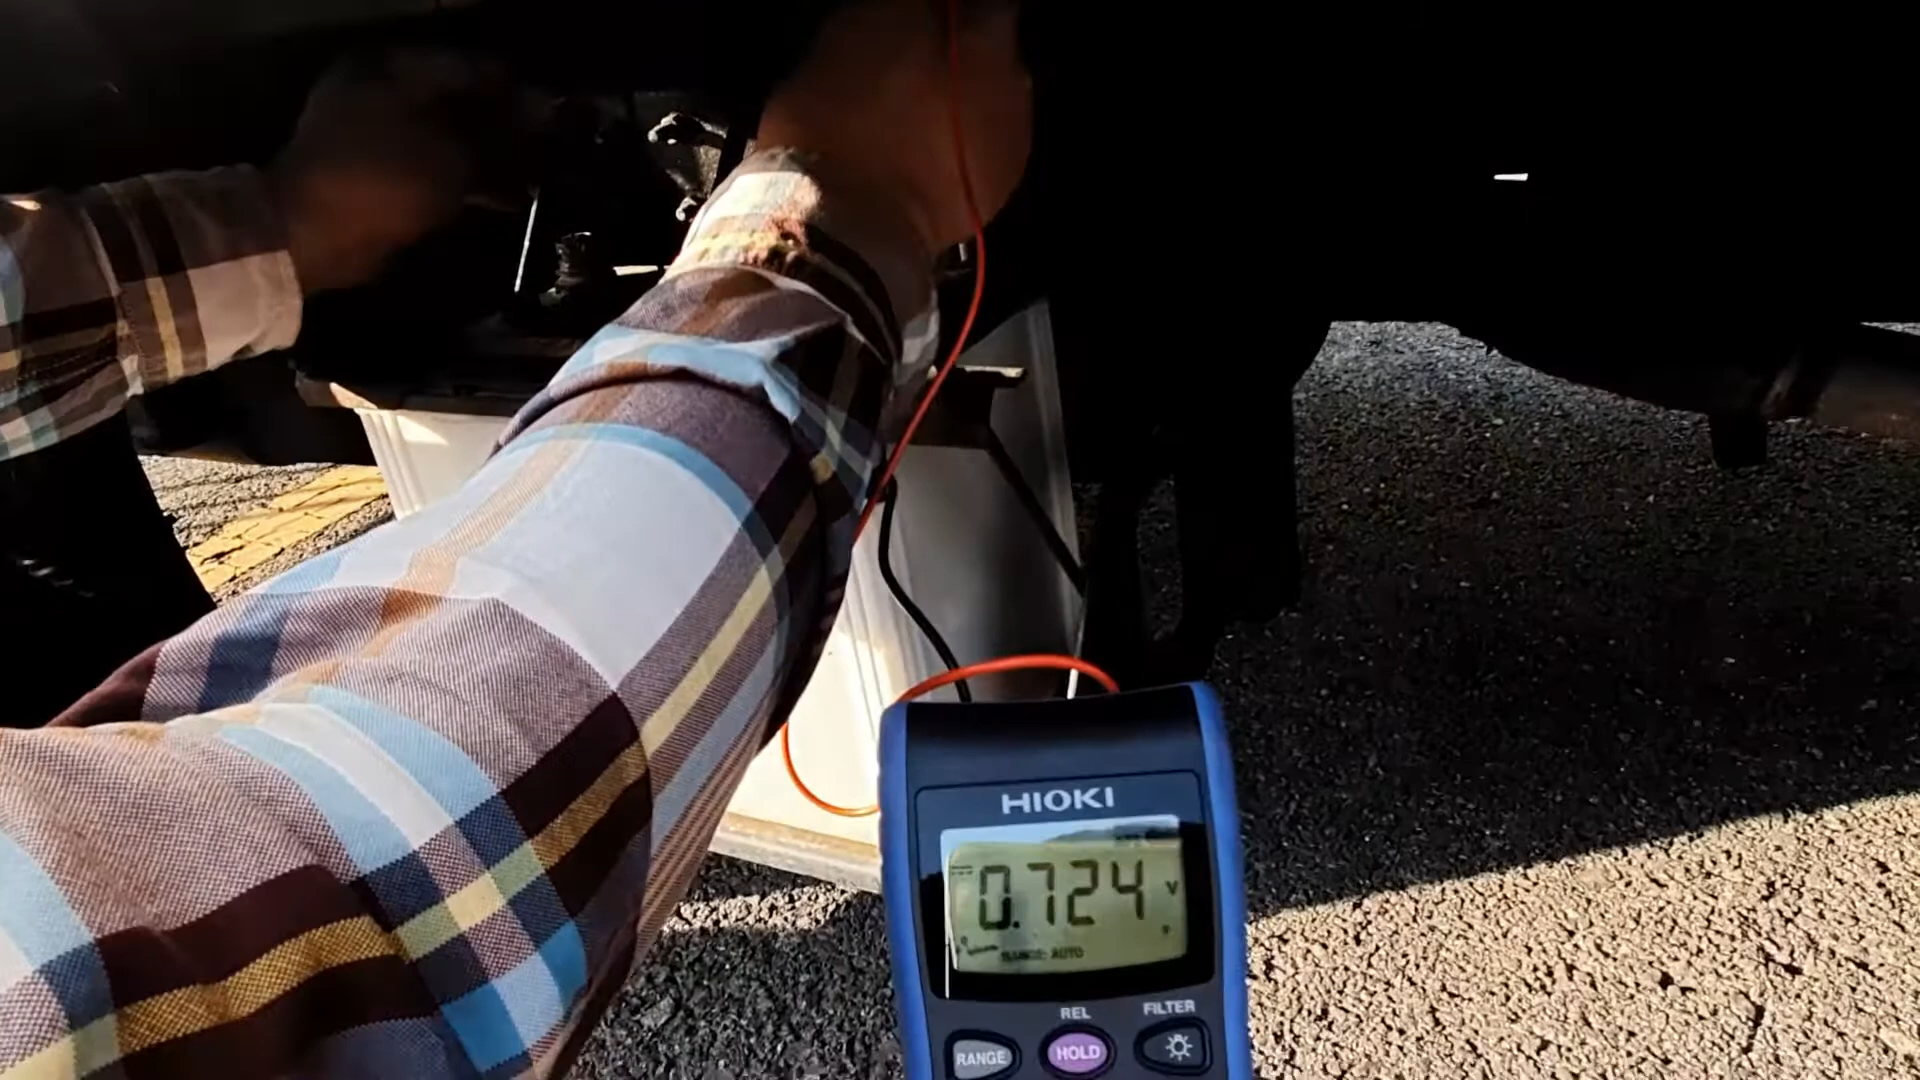 HIOKI
0.724 V
RANGE: AUTO
REL
FILTER
RANGE
HOLD